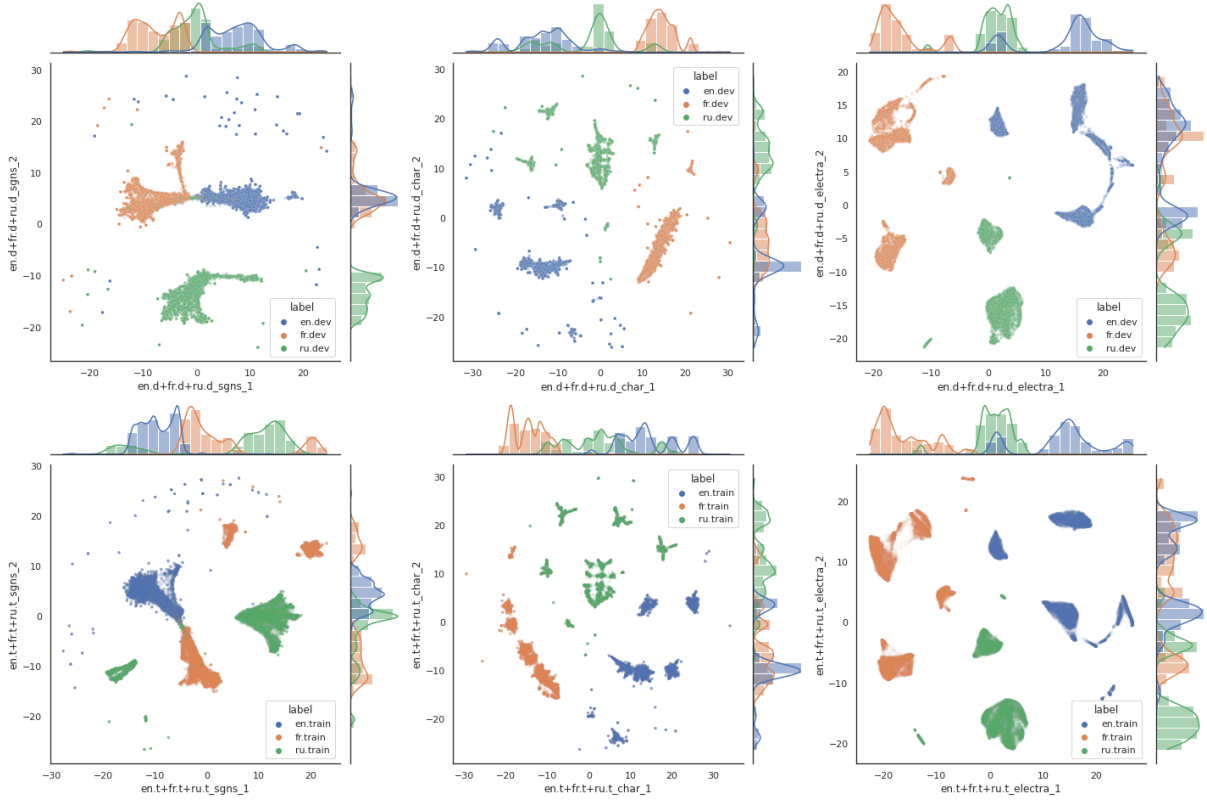 30
20
10
0
−10
−20
−20
−10
0
10
20
en.d+fr.d+ru.d_sgns_1
en.d+fr.d+ru.d_sgns_2
label
en.dev
fr.dev
ru.dev
30
20
10
0
−10
−20
−30
−20
−10
0
10
20
30
en.d+fr.d+ru.d_char_1
en.d+fr.d+ru.d_char_2
label
en.dev
fr.dev
ru.dev
20
15
10
5
0
−5
−10
−15
−20
−20
−10
0
10
20
en.d+fr.d+ru.d_electra_1
en.d+fr.d+ru.d_electra_2
label
en.dev
fr.dev
ru.dev
30
20
10
0
−10
−20
−30
−20
−10
0
10
20
en.t+fr.t+ru.t_sgns_1
en.t+fr.t+ru.t_sgns_2
label
en.train
fr.train
ru.train
30
20
10
0
−10
−20
−30
−20
−10
0
10
20
30
en.t+fr.t+ru.t_char_1
en.t+fr.t+ru.t_char_2
label
en.train
fr.train
ru.train
20
10
0
−10
−20
−20
−10
0
10
20
en.t+fr.t+ru.t_electra_1
en.t+fr.t+ru.t_electra_2
label
en.train
fr.train
ru.train